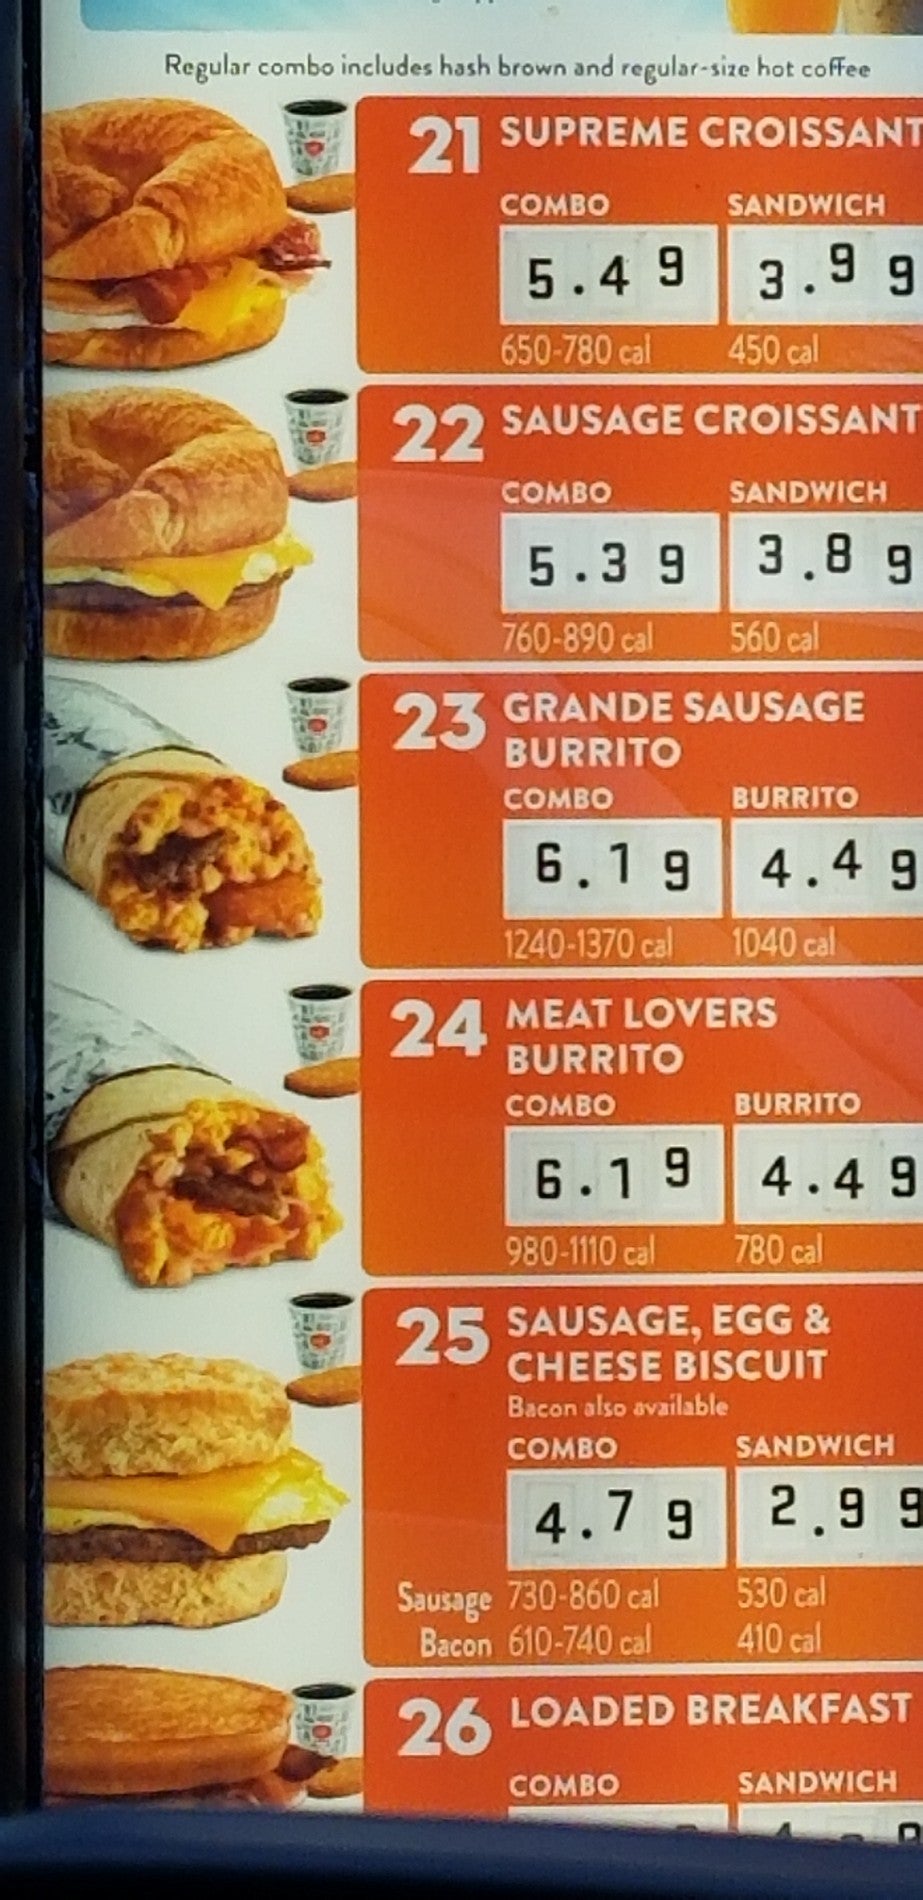 Regular combo includes hash brown and regular-size hot coffee
21 SUPREME CROISSANT
COMBO SANDWICH
5.49 3.99
650-780 cal 450 cal
22 SAUSAGE CROISSANT
COMBO SANDWICH
5.39 3.89
760-890 cal 560 cal
23 GRANDE SAUSAGE
BURRITO
COMBO BURRITO
6.19 4.49
1240-1370 cal 1040 cal
24 MEAT LOVERS
BURRITO
COMBO BURRITO
6.19 4.49
980-1110 cal 780 cal
25 SAUSAGE, EGG &
CHEESE BISCUIT
Bacon also available
COMBO SANDWICH
4.79 2.99
Sausage 730-860 cal 530 cal
Bacon 610-740 cal 410 cal
26 LOADED BREAKFAST
COMBO SANDWICH